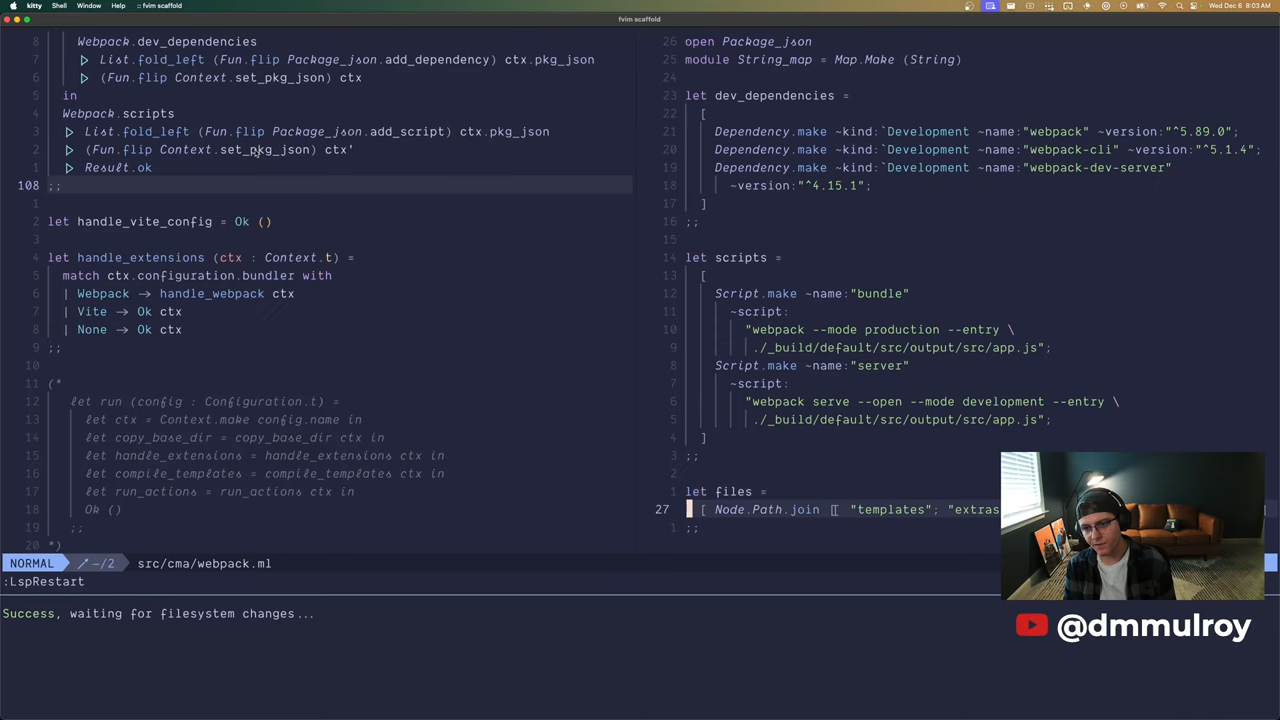 kitty Shell Window Help :: fvim scaffold
Wed Dec 6 8:03 AM
fvim scaffold
8 Webpack.dev_dependencies
7 ▷ List.fold_left (Fun.flip Package_json.add_dependency) ctx.pkg_json
6 ▷ (Fun.flip Context.set_pkg_json) ctx
5 in
4 Webpack.scripts
3 ▷ List.fold_left (Fun.flip Package_json.add_script) ctx.pkg_json
2 ▷ (Fun.flip Context.set_pkg_json) ctx'
1 ▷ Result.ok
108 ;;
1
2 let handle_vite_config = Ok ()
3
4 let handle_extensions (ctx : Context.t) =
5 match ctx.configuration.bundler with
6 | Webpack → handle_webpack ctx
7 | Vite → Ok ctx
8 | None → Ok ctx
9 ;;
10
11 (*
12 let run (config : Configuration.t) =
13 let ctx = Context.make config.name in
14 let copy_base_dir = copy_base_dir ctx in
15 let handle_extensions = handle_extensions ctx in
16 let compile_templates = compile_templates ctx in
17 let run_actions = run_actions ctx in
18 Ok ()
19 ;;
20 *)
26 open Package_json
25 module String_map = Map.Make (String)
24
23 let dev_dependencies =
22 [
21 Dependency.make ~kind:`Development ~name:"webpack" ~version:"^5.89.0";
20 Dependency.make ~kind:`Development ~name:"webpack-cli" ~version:"^5.1.4";
19 Dependency.make ~kind:`Development ~name:"webpack-dev-server"
18 ~version:"^4.15.1";
17 ]
16 ;;
15
14 let scripts =
13 [
12 Script.make ~name:"bundle"
11 ~script:
10 "webpack --mode production --entry \
9 ./_build/default/src/output/src/app.js";
8 Script.make ~name:"server"
7 ~script:
6 "webpack serve --open --mode development --entry \
5 ./_build/default/src/output/src/app.js";
4 ]
3 ;;
2
1 let files =
27 [ Node.Path.join [ "templates"; "extras
1 ;;
NORMAL ~/2 src/cma/webpack.ml
:LspRestart
Success, waiting for filesystem changes...
@dmmulroy